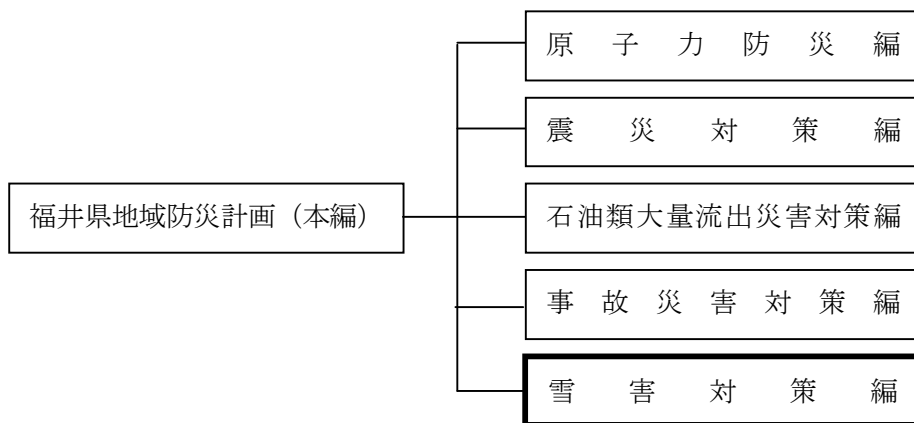 原子力防災編
震災対策編
福井県地域防災計画（本編）
石油類大量流出災害対策編
事故災害対策編
雪害対策編